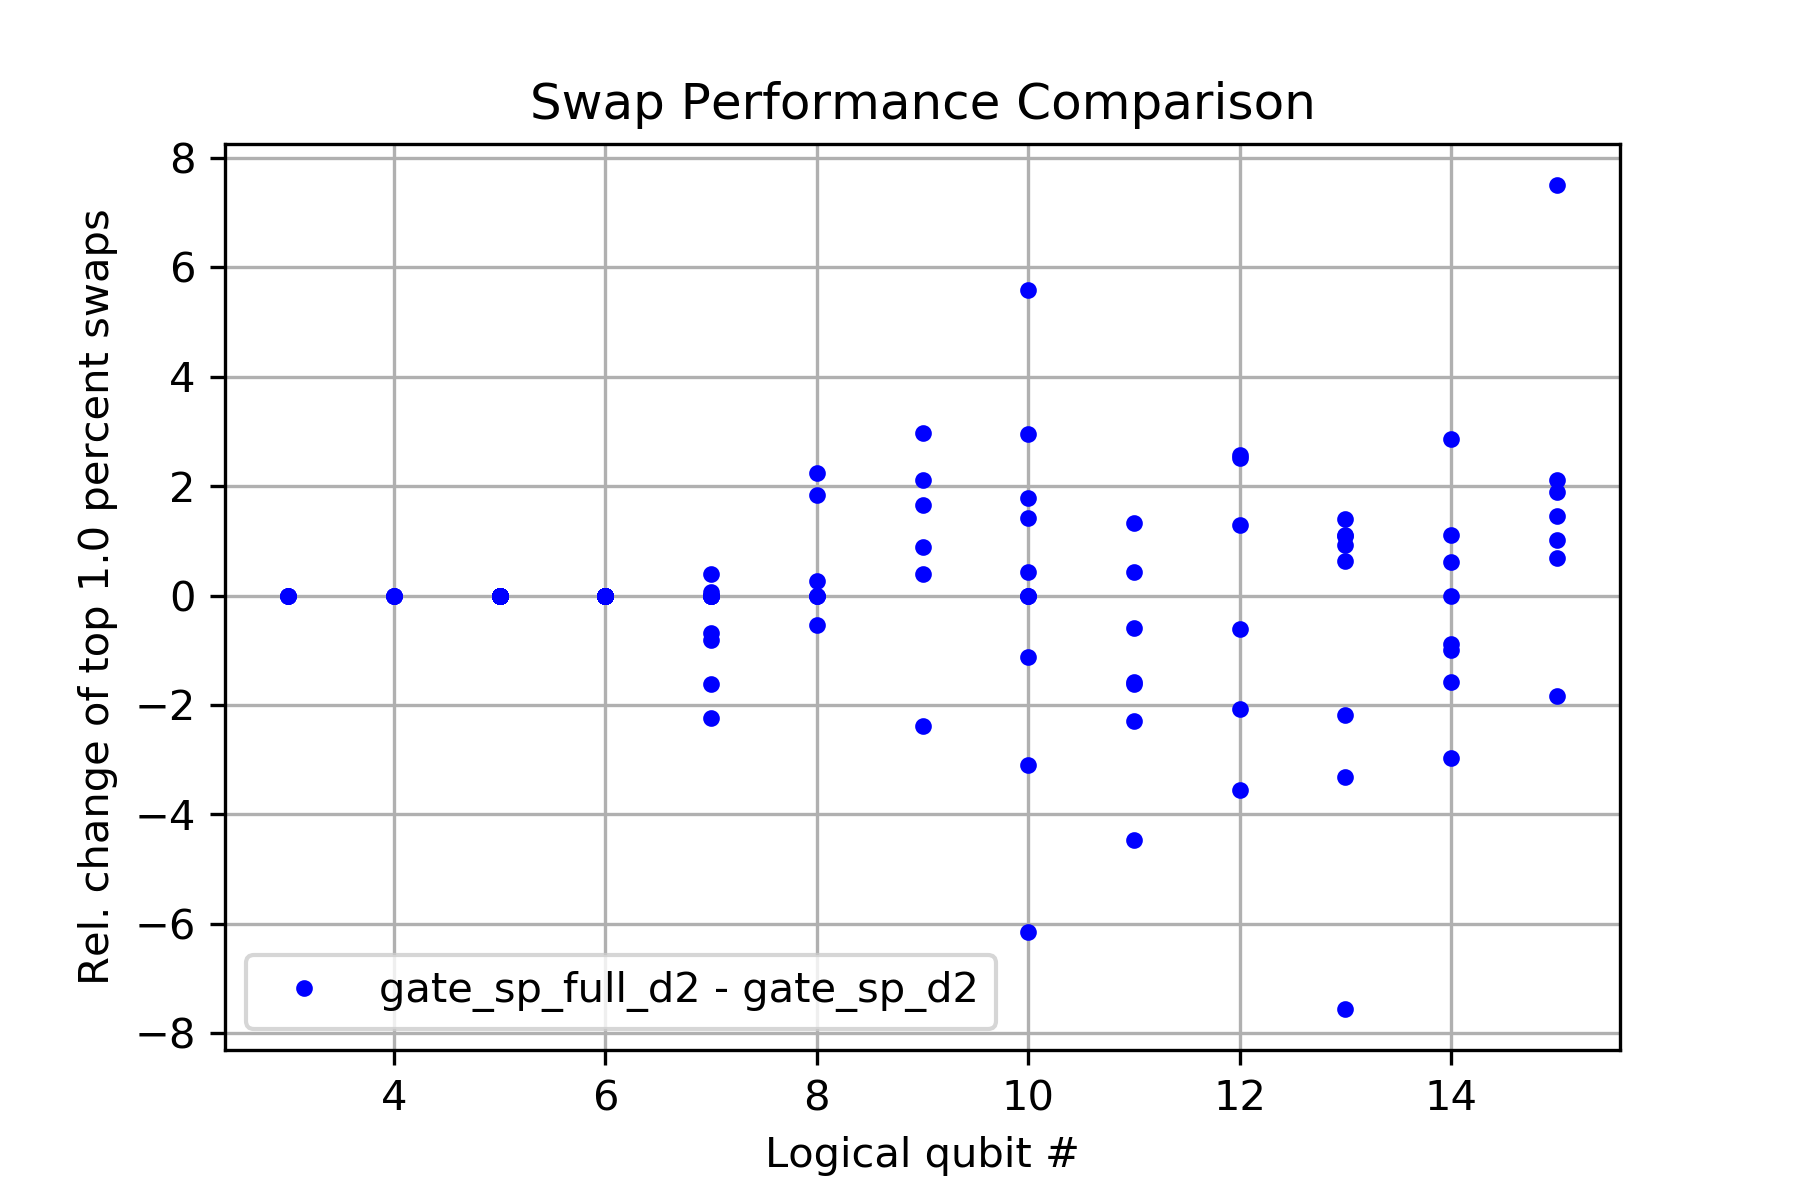 Swap Performance Comparison
Rel. change of top 1.0 percent swaps
8
6
4
2
0
−2
−4
−6
−8
gate_sp_full_d2 - gate_sp_d2
4 6 8 10 12 14
Logical qubit #